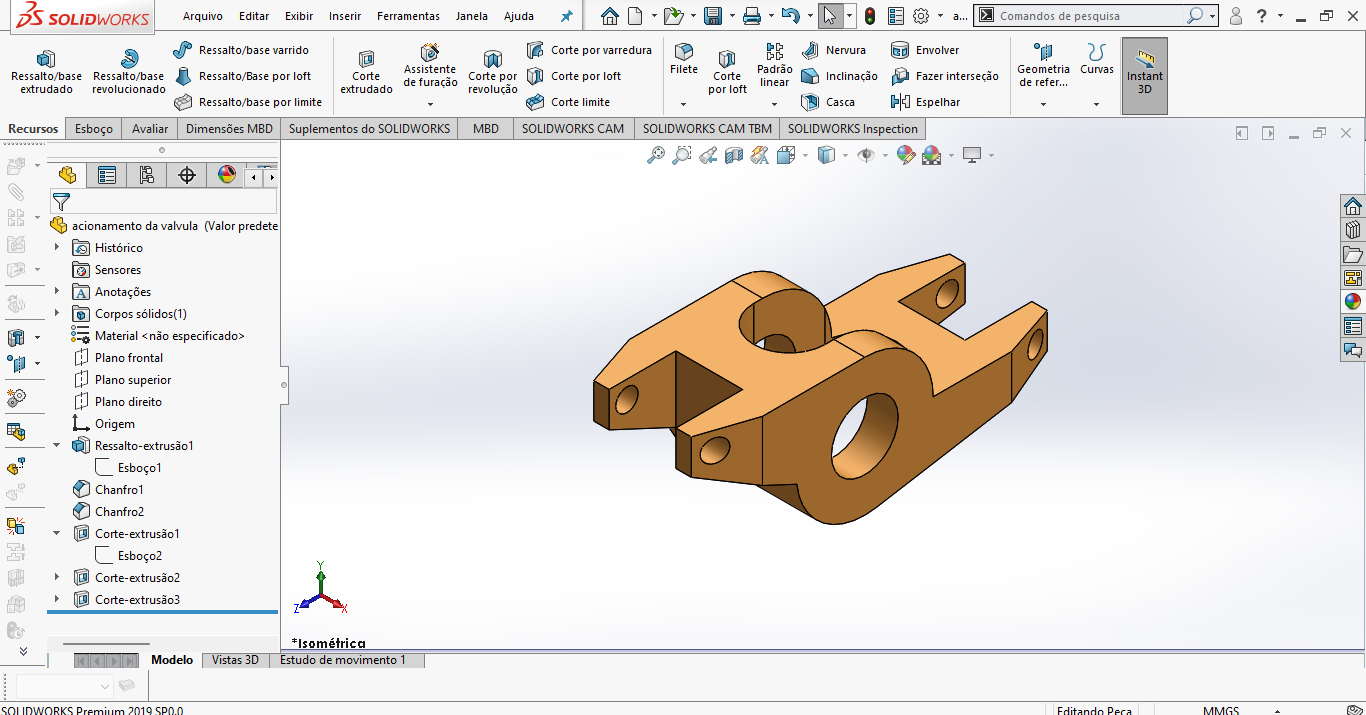 SOLIDWORKS Arquivo Editar Exibir Inserir Ferramentas Janela Ajuda a... Comandos de pesquisa ?
Ressalto/base extrudado
Ressalto/base revolucionado
Ressalto/base varrido
Ressalto/Base por loft
Ressalto/base por limite
Corte extrudado
Assistente de furação
Corte por revolução
Corte por varredura
Corte por loft
Corte limite
Filete
Corte por loft
Padrão linear
Nervura
Inclinação
Casca
Envolver
Fazer interseção
Espelhar
Geometria de refer...
Curvas
Instant 3D
Recursos Esboço Avaliar Dimensões MBD Suplementos do SOLIDWORKS MBD SOLIDWORKS CAM SOLIDWORKS CAM TBM SOLIDWORKS Inspection
acionamento da valvula (Valor predete
Histórico
Sensores
Anotações
Corpos sólidos(1)
Material <não especificado>
Plano frontal
Plano superior
Plano direito
Origem
Ressalto-extrusão1
Esboço1
Chanfro1
Chanfro2
Corte-extrusão1
Esboço2
Corte-extrusão2
Corte-extrusão3
Y
Z X
*Isométrica
Modelo Vistas 3D Estudo de movimento 1
SOLIDWORKS Premium 2019 SP0.0 Editando Peça MMGS